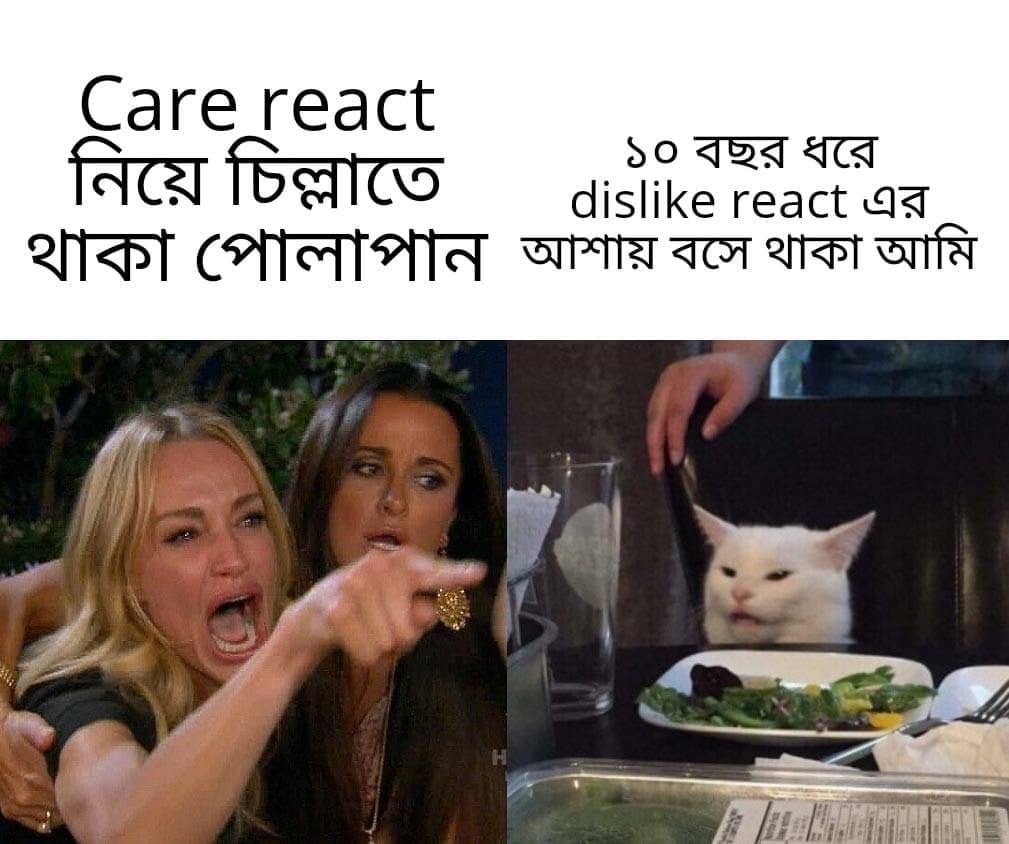 Care react
নিয়ে চিল্লাতে
থাকা পোলাপান
১০ বছর ধরে
dislike react এর
আশায় বসে থাকা আমি
H